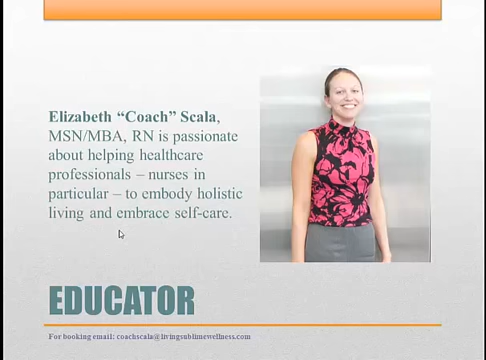 Elizabeth “Coach” Scala,
MSN/MBA, RN is passionate
about helping healthcare
professionals – nurses in
particular – to embody holistic
living and embrace self-care.
EDUCATOR
For booking email: coachscala@livingsublimewellness.com